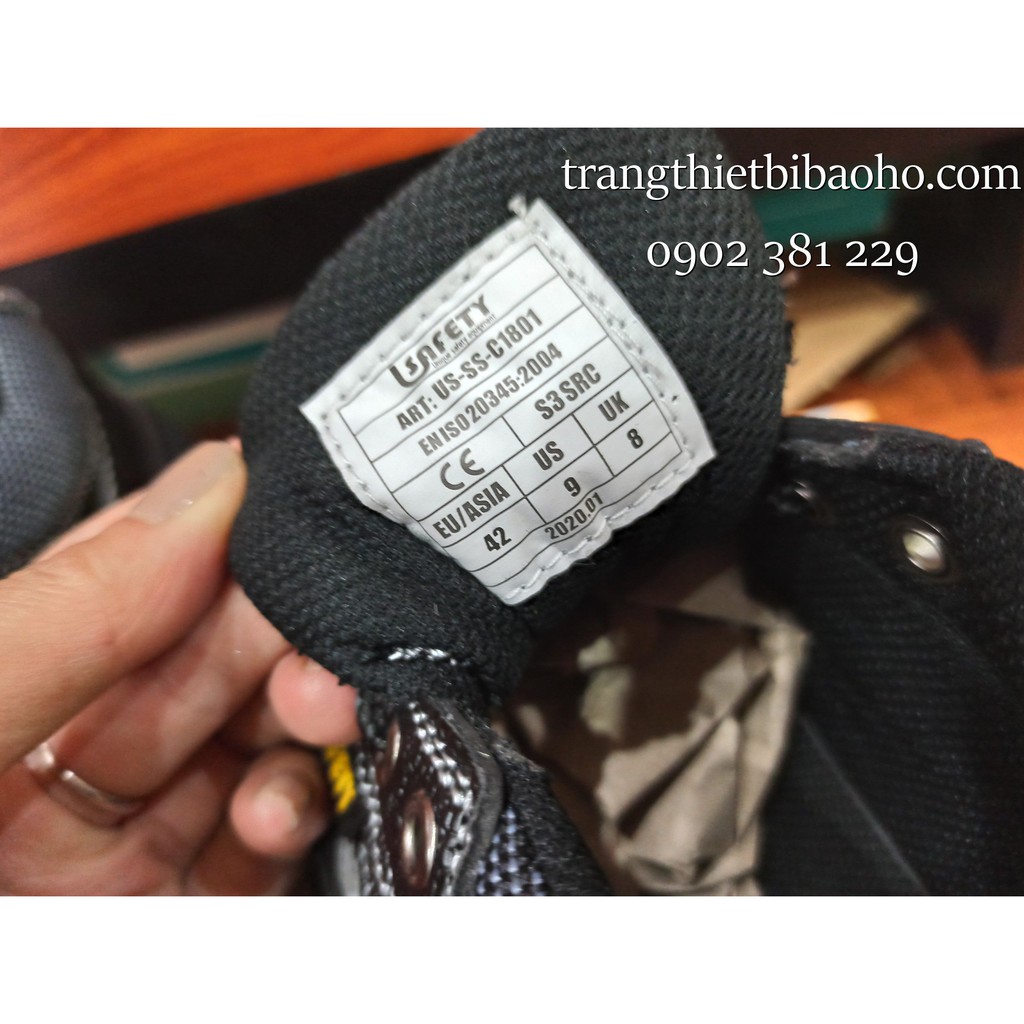 trangthietbibaoho.com
0902 381 229
USAFETY
ART: US-SS-C1801
EN ISO 20345:2004
CE
S3 SRC
EU/ASIA US UK
42 9 8
2020.01